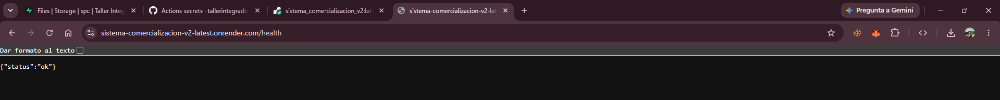 Files | Storage | spc | Taller Integ
Actions secrets · tallerintegrado
sistema_comercializacion_v2:lat
sistema-comercializacion-v2-lat
Pregunta a Gemini
sistema-comercializacion-v2-latest.onrender.com/health
Dar formato al texto
{"status":"ok"}